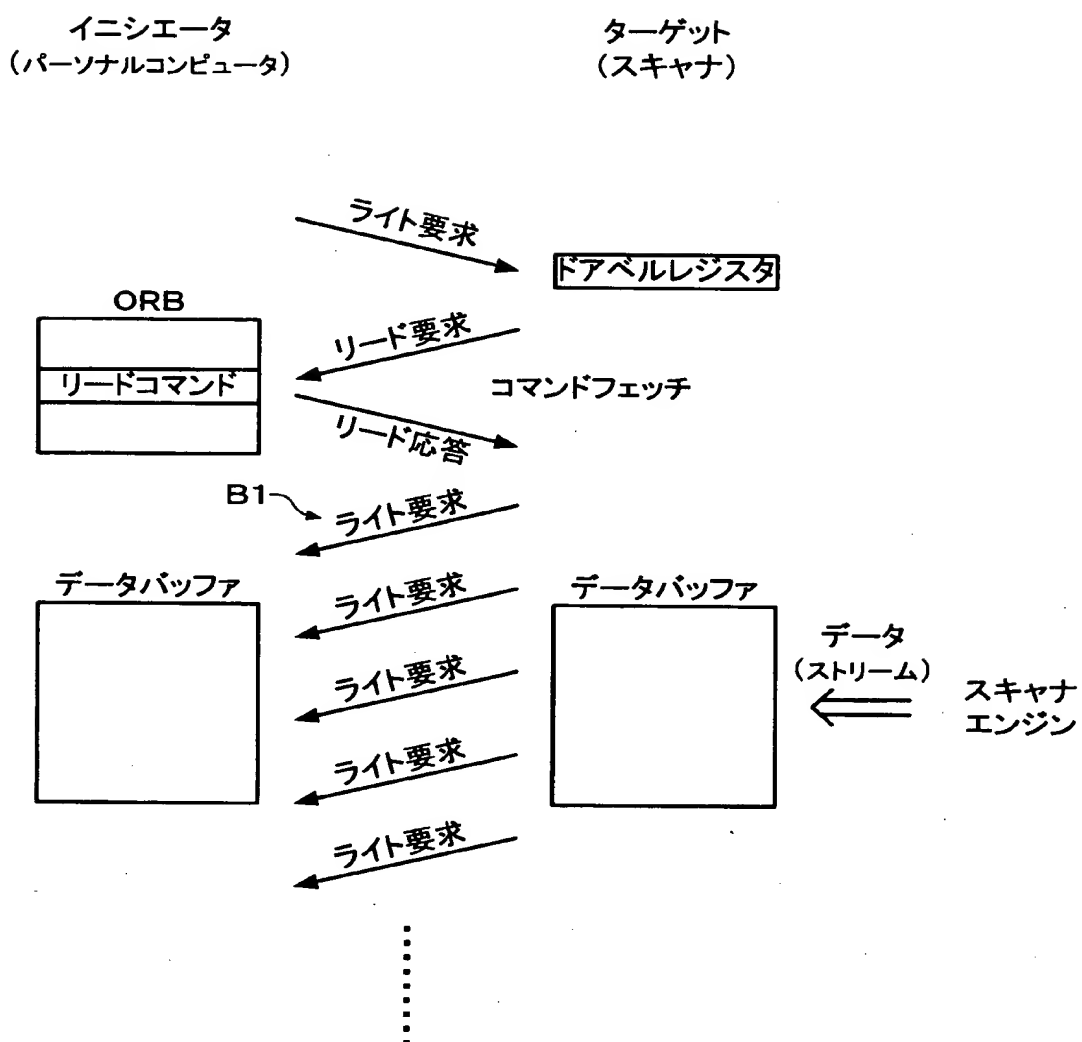 イニシエータ
(パーソナルコンピュータ)
ターゲット
(スキャナ)
ライト要求
ドアベルレジスタ
ORB
リード要求
リードコマンド
コマンドフェッチ
リード応答
B1
ライト要求
データバッファ
ライト要求
データバッファ
データ
(ストリーム)
スキャナ
エンジン
ライト要求
ライト要求
ライト要求